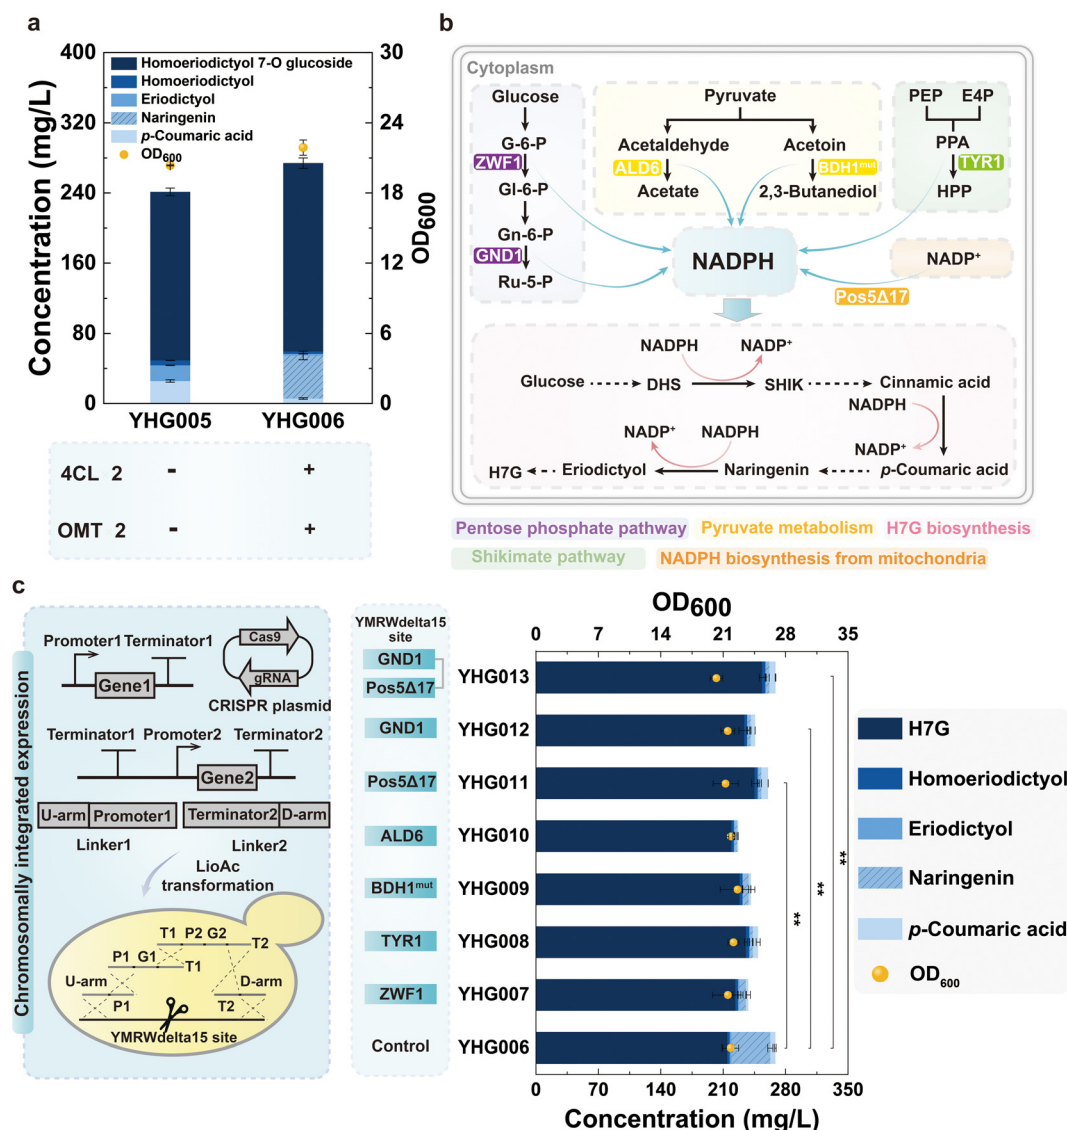 a
400
320
240
160
80
0
Concentration (mg/L)
Homoeriodictyol 7-O glucoside
Homoeriodictyol
Eriodictyol
Naringenin
p-Coumaric acid
OD600
30
24
18
12
6
0
OD600
YHG005 YHG006
4CL 2 - +
OMT 2 - +
b
Cytoplasm
Glucose
G-6-P
ZWF1
Gl-6-P
Gn-6-P
GND1
Ru-5-P
Pyruvate
Acetaldehyde Acetoin
ALD6 BDH1mut
Acetate 2,3-Butanediol
PEP E4P
PPA
TYR1
HPP
NADPH
NADP+
Pos5Δ17
NADPH NADP+
Glucose DHS SHIK Cinnamic acid
NADPH
NADP+
NADP+ NADPH
H7G Eriodictyol Naringenin p-Coumaric acid
Pentose phosphate pathway Pyruvate metabolism H7G biosynthesis
Shikimate pathway NADPH biosynthesis from mitochondria
c
Chromosomally integrated expression
Promoter1 Terminator1
Gene1
Cas9
gRNA
CRISPR plasmid
Terminator1 Promoter2 Terminator2
Gene2
U-arm Promoter1 Terminator2 D-arm
Linker1 Linker2
LioAc
transformation
T1 P2 G2 T2
P1 G1 T1
U-arm D-arm
P1 T2
YMRWdelta15 site
YMRWdelta15
site
GND1
Pos5Δ17
GND1
Pos5Δ17
ALD6
BDH1mut
TYR1
ZWF1
Control
OD600
0 7 14 21 28 35
YHG013
YHG012
YHG011
YHG010
YHG009
YHG008
YHG007
YHG006
**
**
**
0 70 140 210 280 350
Concentration (mg/L)
H7G
Homoeriodictyol
Eriodictyol
Naringenin
p-Coumaric acid
OD600